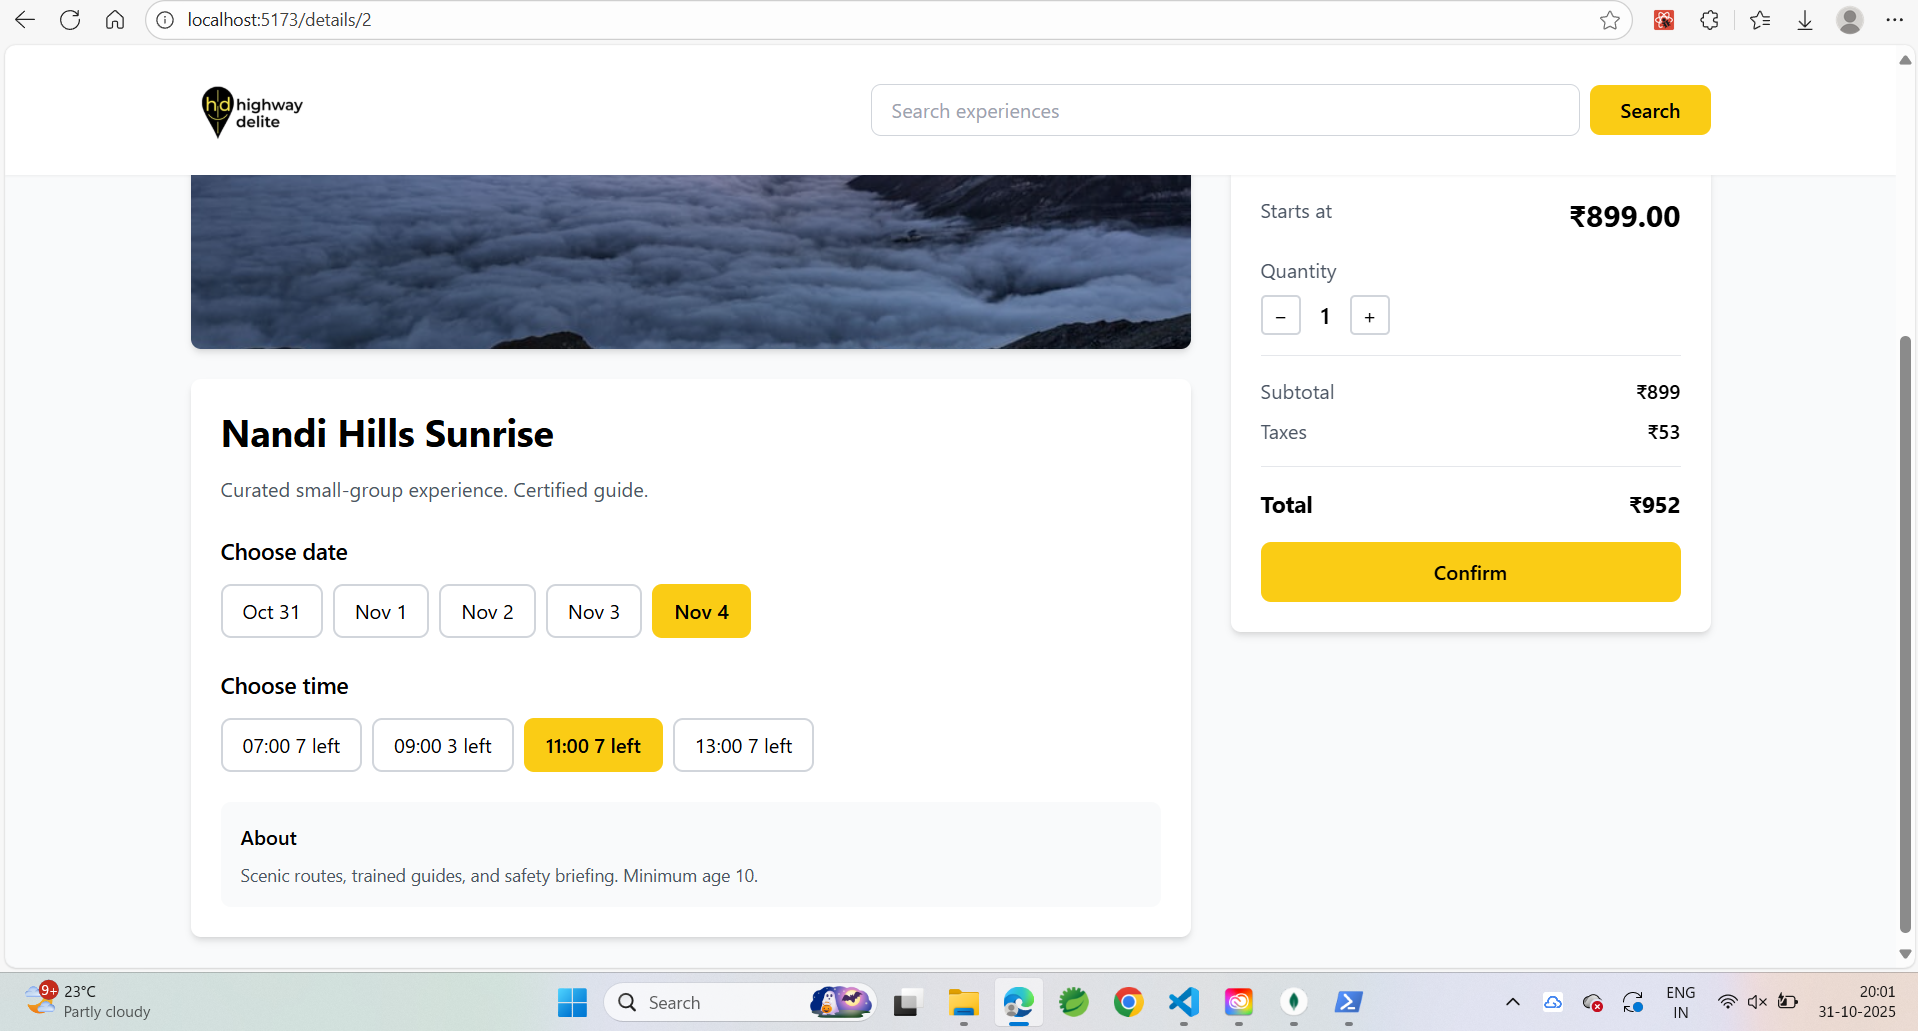 localhost:5173/details/2
hd highway
delite
Search experiences
Search
Starts at
₹899.00
Quantity
− 1 +
Subtotal
₹899
Taxes
₹53
Total
₹952
Confirm
Nandi Hills Sunrise
Curated small-group experience. Certified guide.
Choose date
Oct 31
Nov 1
Nov 2
Nov 3
Nov 4
Choose time
07:00 7 left
09:00 3 left
11:00 7 left
13:00 7 left
About
Scenic routes, trained guides, and safety briefing. Minimum age 10.
9+
23°C
Partly cloudy
Search
ENG
IN
20:01
31-10-2025